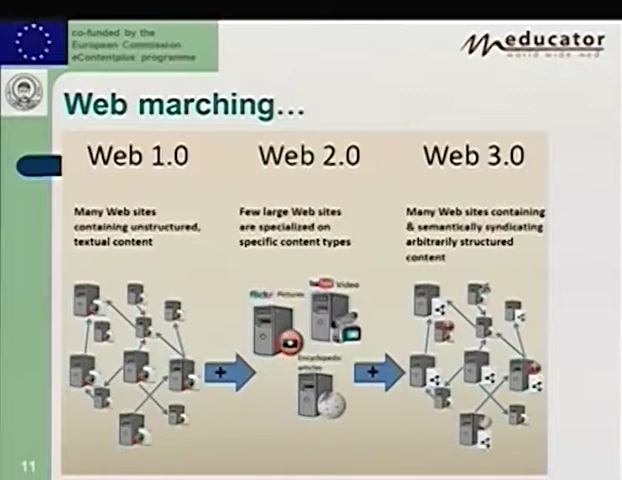 co-funded by the
European Commission
eContentplus programme
meducator
world wide med
Web marching...
Web 1.0
Web 2.0
Web 3.0
Many Web sites
containing unstructured,
textual content
Few large Web sites
are specialized on
specific content types
Many Web sites containing
& semantically syndicating
arbitrarily structured
content
flickr Pictures
YouTube Video
Encyclopedic
articles
+
+
11